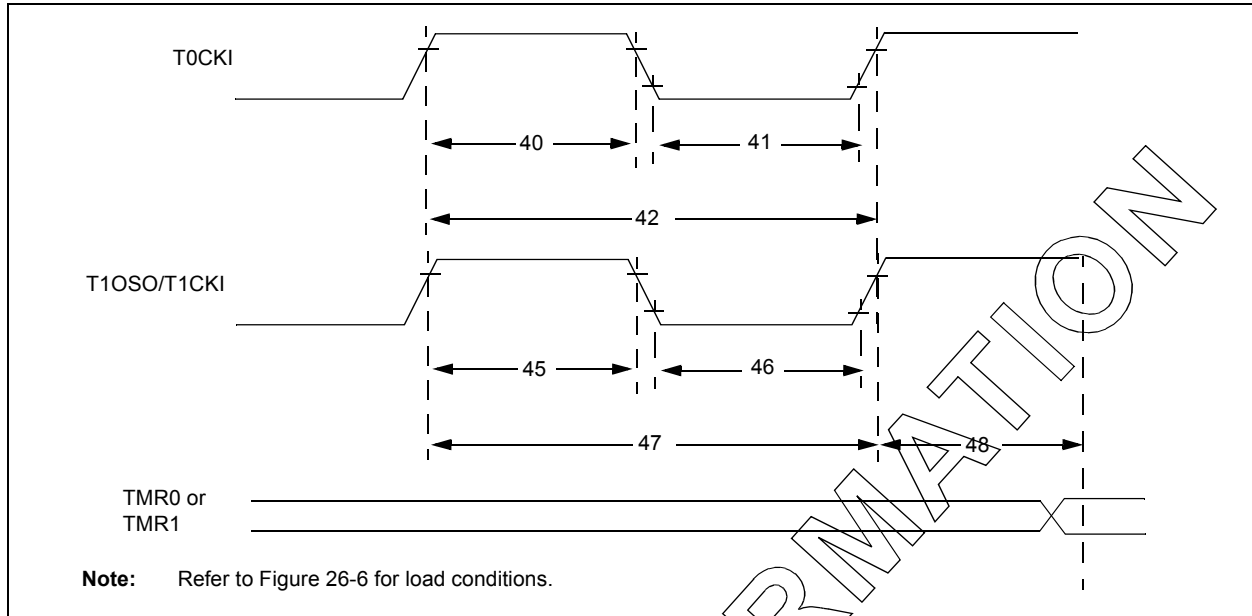 T0CKI
40
41
42
T1OSO/T1CKI
45
46
47
48
TMR0 or
TMR1
Note: Refer to Figure 26-6 for load conditions.
RMATION